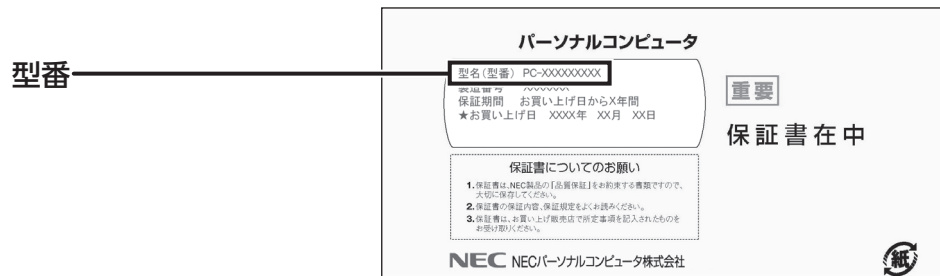 型番
パーソナルコンピュータ
型名(型番) PC-XXXXXXXXX
製造番号 XXXXXXX
保証期間 お買い上げ日からX年間
★お買い上げ日 XXXX年 XX月 XX日
重要
保証書在中
保証書についてのお願い
1.保証書は、NEC製品の「品質保証」をお約束する書類ですので、
大切に保存してください。
2.保証書の保証内容、保証規定をよくお読みください。
3.保証書は、お買い上げ販売店で所定事項を記入されたものを
お受け取りください。
NEC NECパーソナルコンピュータ株式会社
紙